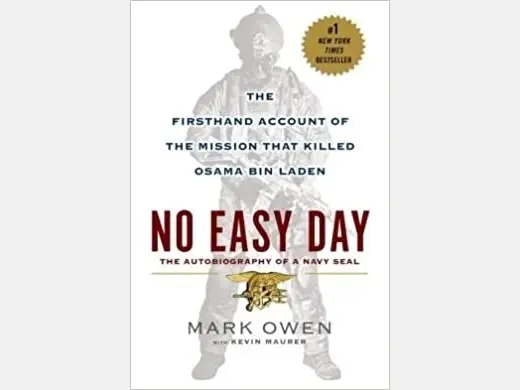 #1
NEW YORK
TIMES
BESTSELLER
THE
FIRSTHAND ACCOUNT OF
THE MISSION THAT KILLED
OSAMA BIN LADEN
NO EASY DAY
THE AUTOBIOGRAPHY OF A NAVY SEAL
MARK OWEN
WITH KEVIN MAURER